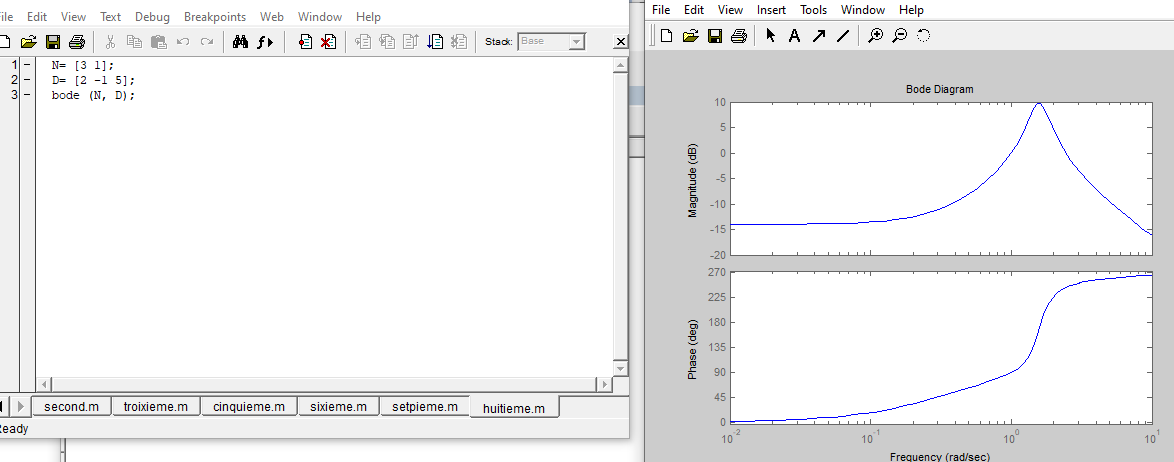 ile Edit View Text Debug Breakpoints Web Window Help
Stack: Base
1 - N= [3 1];
2 - D= [2 -1 5];
3 - bode (N, D);
second.m troixieme.m cinquieme.m sixieme.m setpieme.m huitieme.m
Ready
File Edit View Insert Tools Window Help
Bode Diagram
Magnitude (dB)
10
5
0
-5
-10
-15
-20
Phase (deg)
270
225
180
135
90
45
0
10^-2 10^-1 10^0 10^1
Frequency (rad/sec)